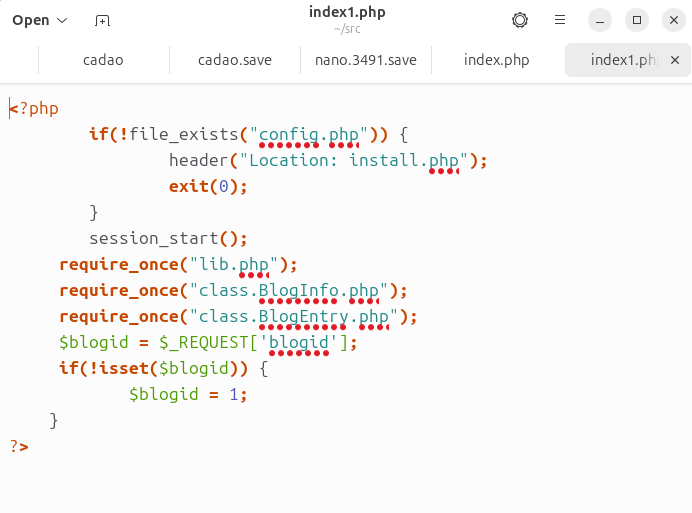 Open
index1.php
~/src
cadao
cadao.save
nano.3491.save
index.php
index1.php
<?php
        if(!file_exists("config.php")) {
                header("Location: install.php");
                exit(0);
        }
        session_start();
     require_once("lib.php");
     require_once("class.BlogInfo.php");
     require_once("class.BlogEntry.php");
     $blogid = $_REQUEST['blogid'];
     if(!isset($blogid)) {
            $blogid = 1;
    }
?>